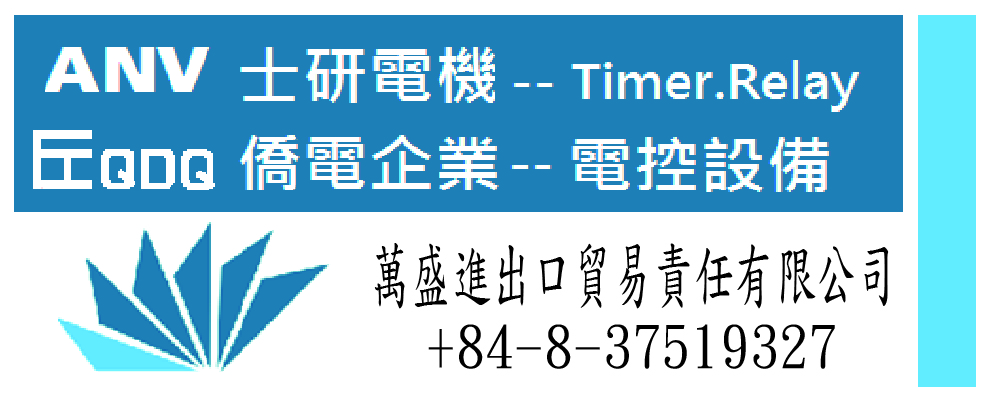 ANV 士研電機 -- Timer.Relay
QDQ 僑電企業 -- 電控設備
萬盛進出口貿易責任有限公司
+84-8-37519327